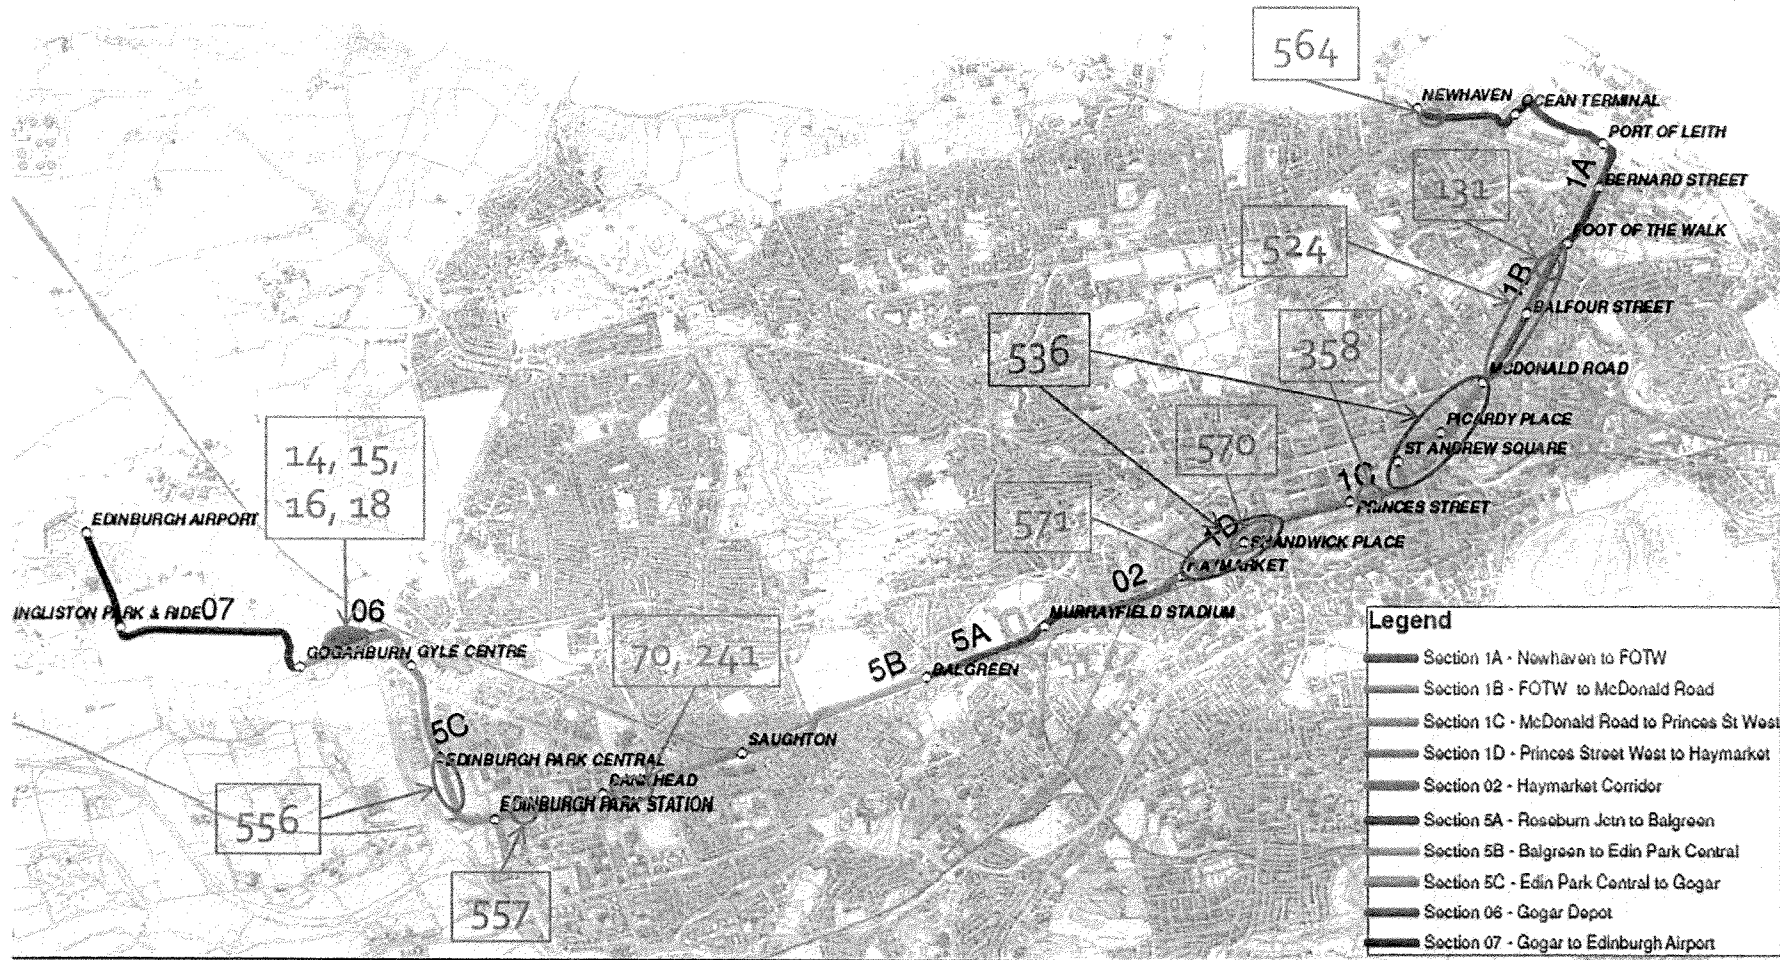 564
NEWHAVEN
OCEAN TERMINAL
PORT OF LEITH
1A
BERNARD STREET
131
524
FOOT OF THE WALK
1B
BALFOUR STREET
536
358
MCDONALD ROAD
PICARDY PLACE
570
ST ANDREW SQUARE
14, 15,
16, 18
1C
PRINCES STREET
571
EDINBURGH AIRPORT
1D
SHANDWICK PLACE
HAYMARKET
02
INGLISTON PARK & RIDE
07
06
MURRAYFIELD STADIUM
GOGARBURN
GYLE CENTRE
70, 241
5A
5B
BALGREEN
5C
SAUGHTON
EDINBURGH PARK CENTRAL
BANKHEAD
EDINBURGH PARK STATION
556
557
Legend
Section 1A - Newhaven to FOTW
Section 1B - FOTW to McDonald Road
Section 1C - McDonald Road to Princes St West
Section 1D - Princes Street West to Haymarket
Section 02 - Haymarket Corridor
Section 5A - Roseburn Jctn to Balgreen
Section 5B - Balgreen to Edin Park Central
Section 5C - Edin Park Central to Gogar
Section 06 - Gogar Depot
Section 07 - Gogar to Edinburgh Airport